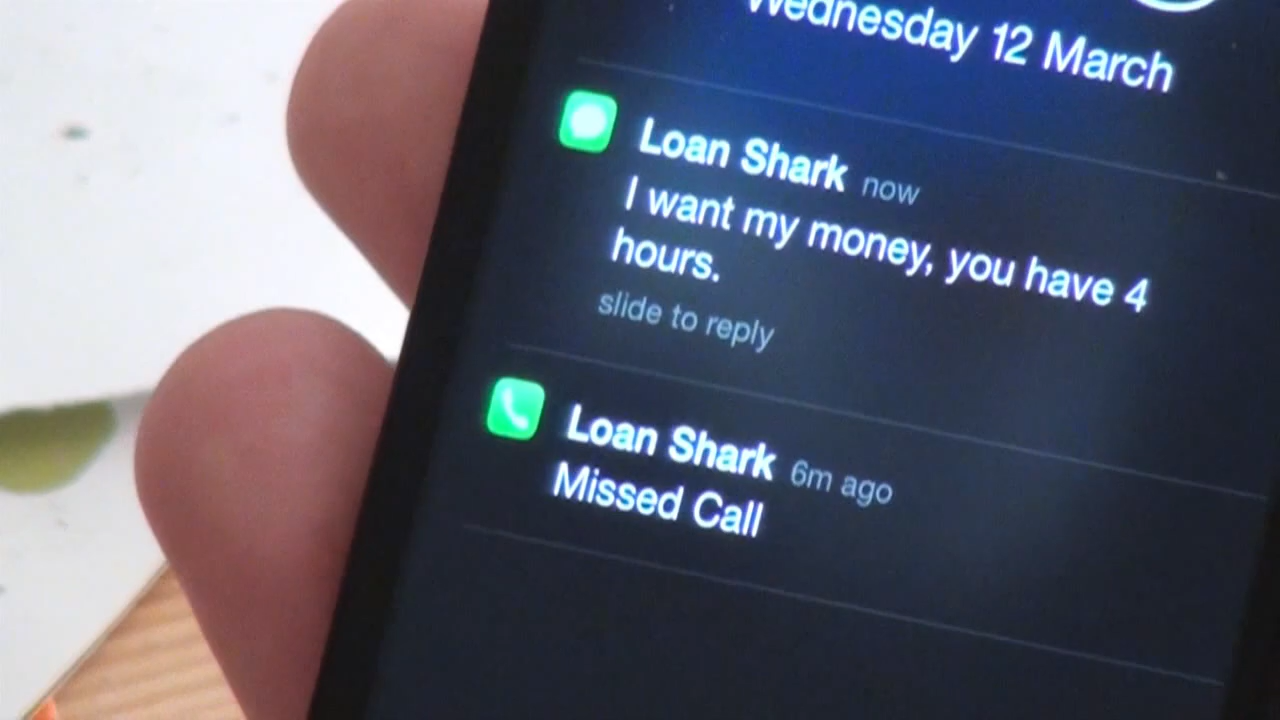 Wednesday 12 March
Loan Shark now
I want my money, you have 4
hours.
slide to reply
Loan Shark 6m ago
Missed Call